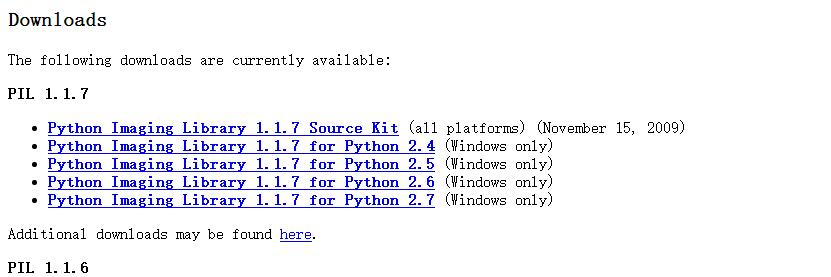 Downloads
The following downloads are currently available:
PIL 1.1.7
Python Imaging Library 1.1.7 Source Kit (all platforms) (November 15, 2009)
Python Imaging Library 1.1.7 for Python 2.4 (Windows only)
Python Imaging Library 1.1.7 for Python 2.5 (Windows only)
Python Imaging Library 1.1.7 for Python 2.6 (Windows only)
Python Imaging Library 1.1.7 for Python 2.7 (Windows only)
Additional downloads may be found here.
PIL 1.1.6